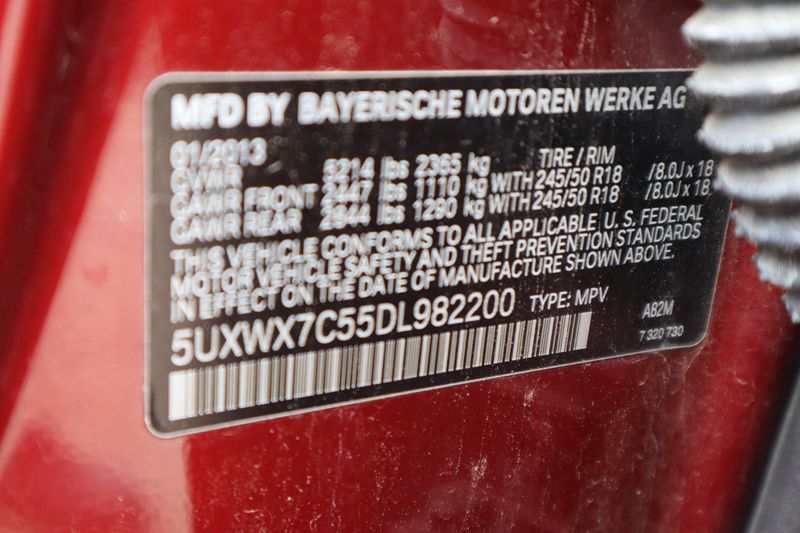 MFD BY BAYERISCHE MOTOREN WERKE AG
01/2013 TIRE / RIM
GVWR 5214 lbs 2365 kg
GAWR FRONT 2447 lbs 1110 kg WITH 245/50 R18 /8.0J x 18
GAWR REAR 2844 lbs 1290 kg WITH 245/50 R18 /8.0J x 18
THIS VEHICLE CONFORMS TO ALL APPLICABLE U. S. FEDERAL
MOTOR VEHICLE SAFETY AND THEFT PREVENTION STANDARDS
IN EFFECT ON THE DATE OF MANUFACTURE SHOWN ABOVE.
5UXWX7C55DL982200 TYPE: MPV A82M
7 320 730